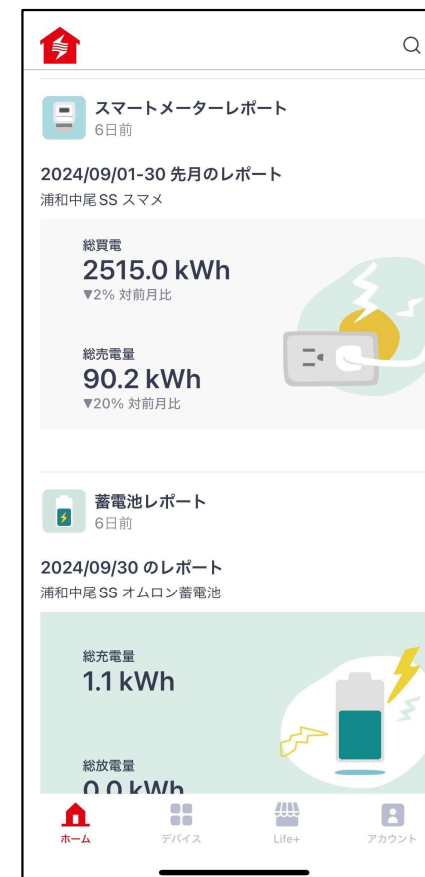 スマートメーターレポート
6日前
2024/09/01-30 先月のレポート
浦和中尾SS スマメ
総買電
2515.0 kWh
▼2% 対前月比
総売電量
90.2 kWh
▼20% 対前月比
蓄電池レポート
6日前
2024/09/30 のレポート
浦和中尾SS オムロン蓄電池
総充電量
1.1 kWh
総放電量
0.0 kWh
ホーム
デバイス
Life+
アカウント